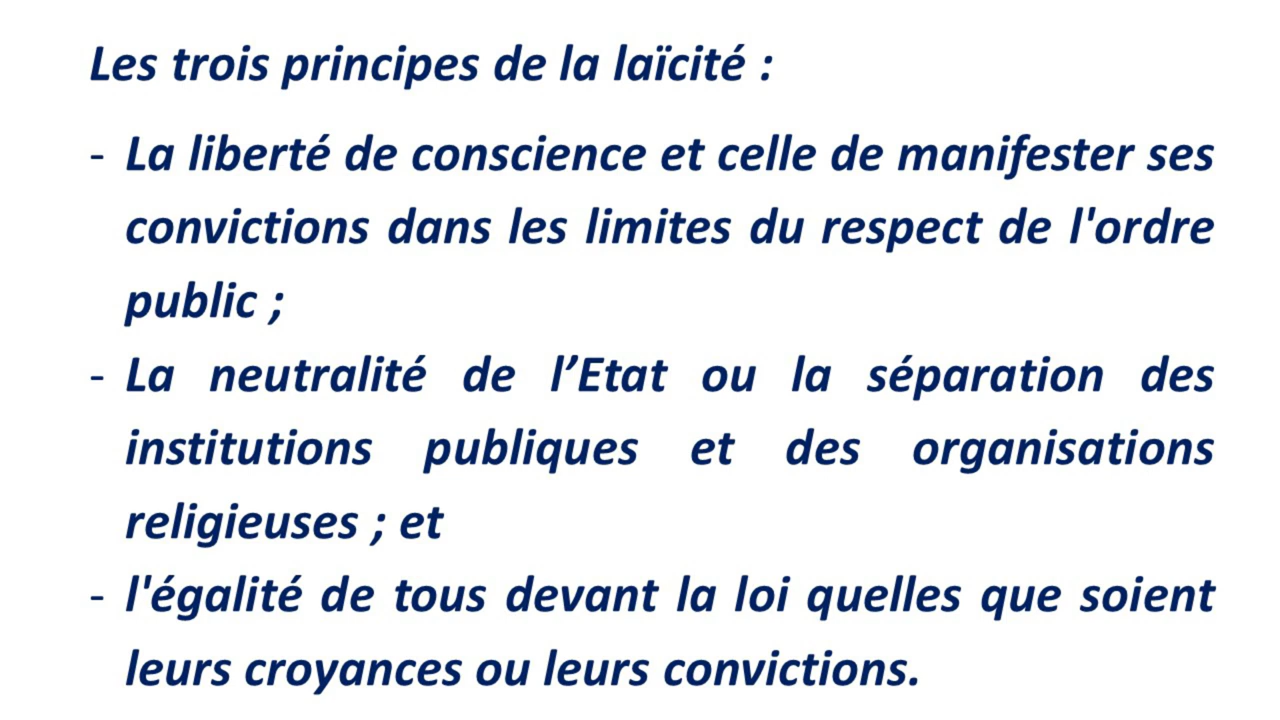 Les trois principes de la laïcité :
- La liberté de conscience et celle de manifester ses
convictions dans les limites du respect de l'ordre
public ;
- La neutralité de l’Etat ou la séparation des
institutions publiques et des organisations
religieuses ; et
- l'égalité de tous devant la loi quelles que soient
leurs croyances ou leurs convictions.